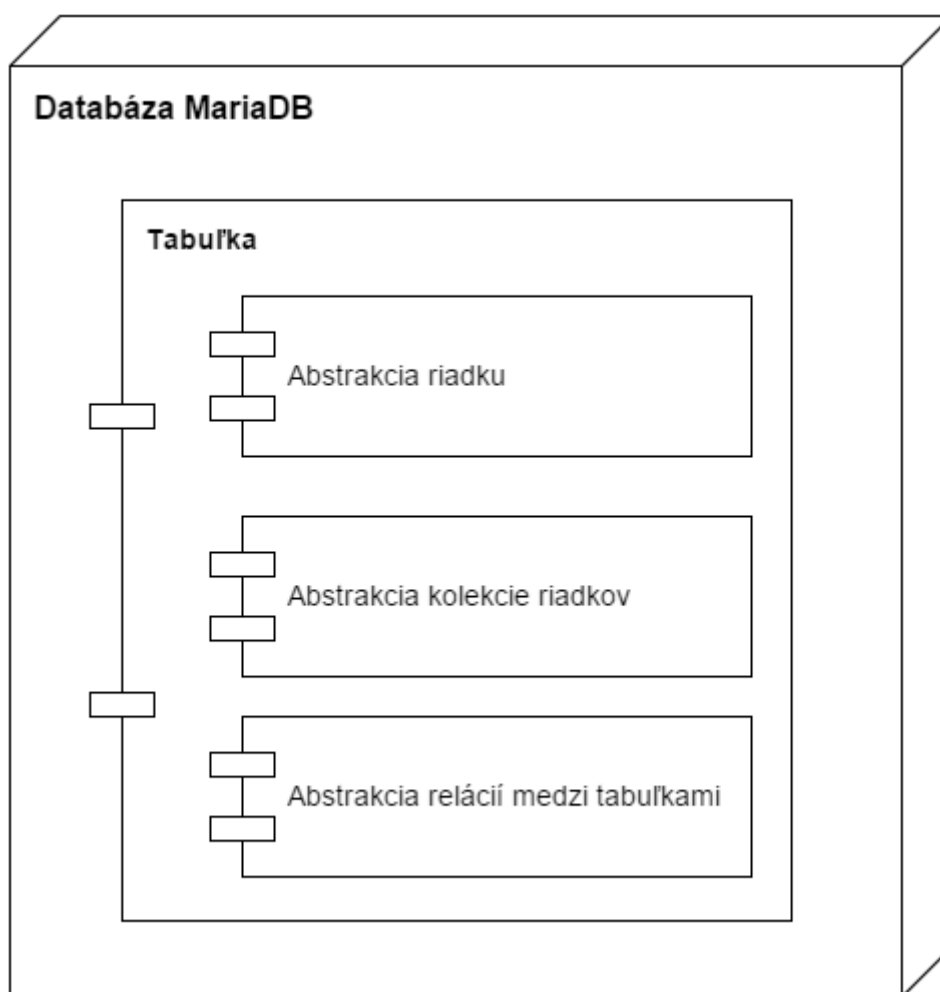 Databáza MariaDB
Tabuľka
Abstrakcia riadku
Abstrakcia kolekcie riadkov
Abstrakcia relácií medzi tabuľkami